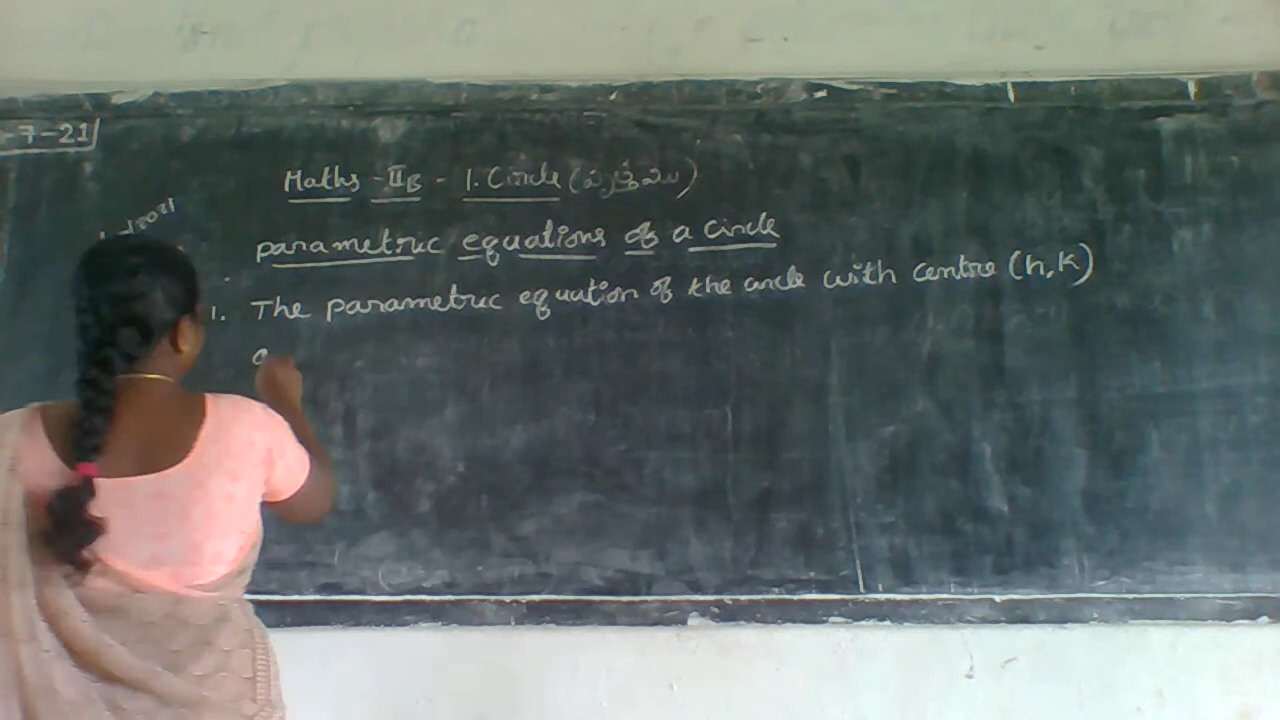 -7-21
Maths - IIB - 1. Circle (వృత్తాలు)
parametric equations of a circle
1. The parametric equation of the circle with centre (h, k)
a